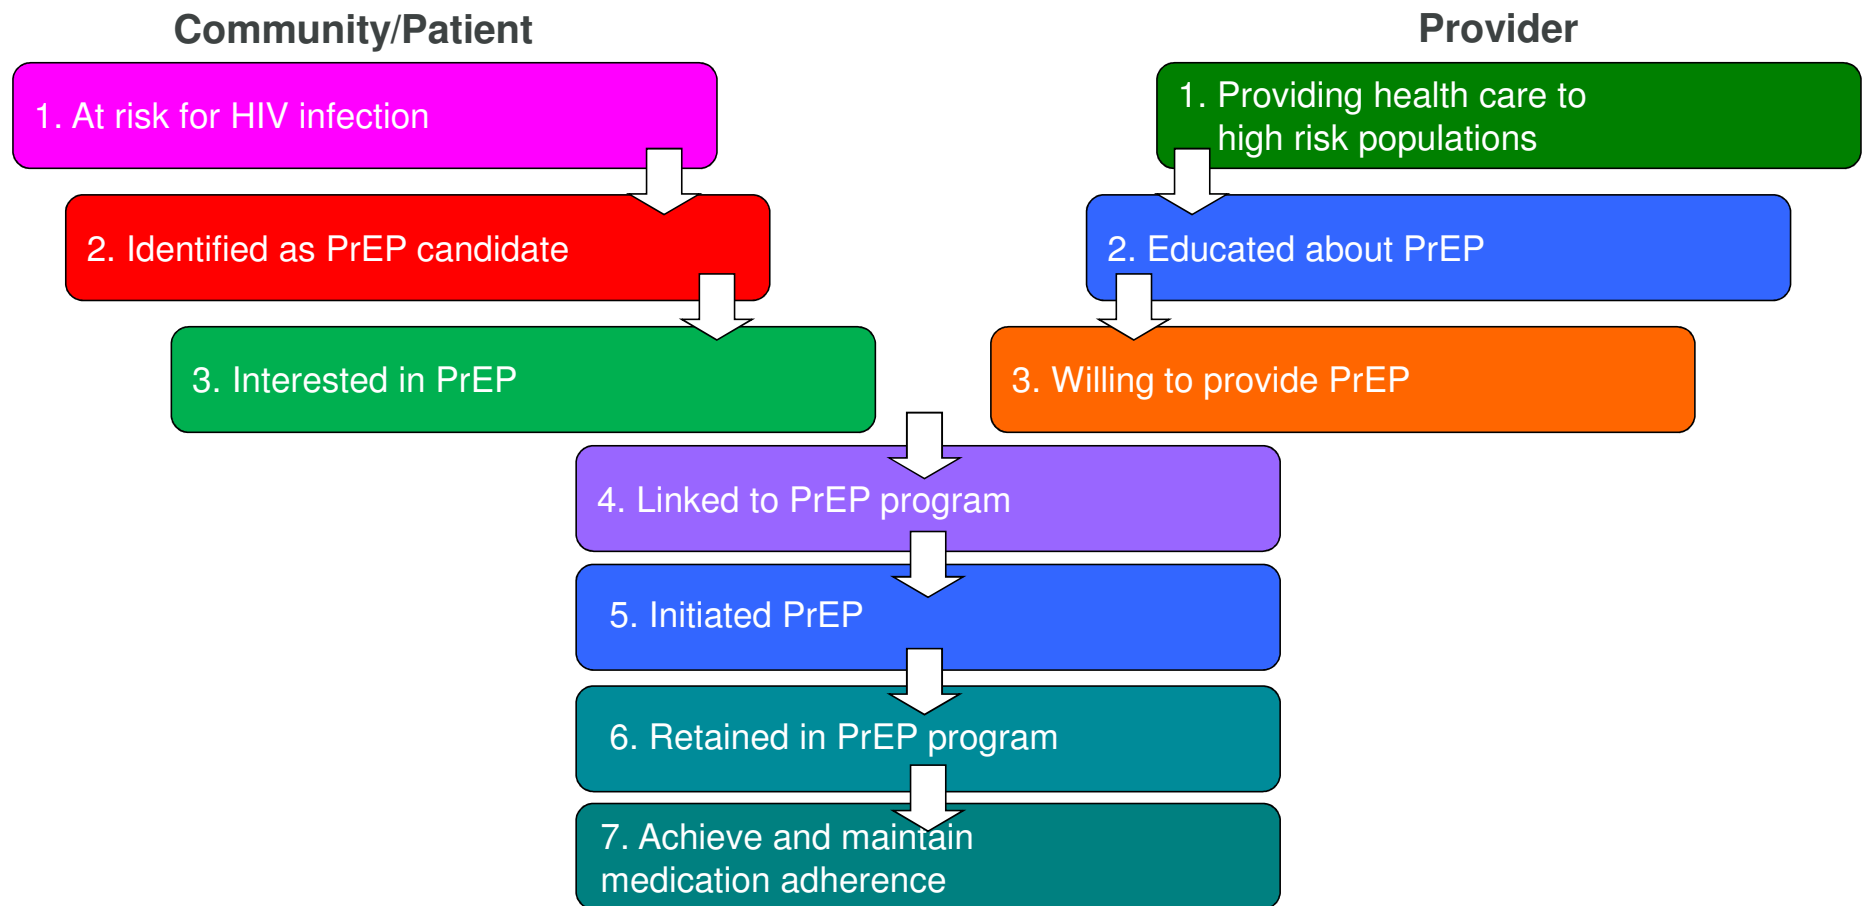 Community/Patient
Provider
1. At risk for HIV infection
1. Providing health care to
high risk populations
2. Identified as PrEP candidate
2. Educated about PrEP
3. Interested in PrEP
3. Willing to provide PrEP
4. Linked to PrEP program
5. Initiated PrEP
6. Retained in PrEP program
7. Achieve and maintain
medication adherence